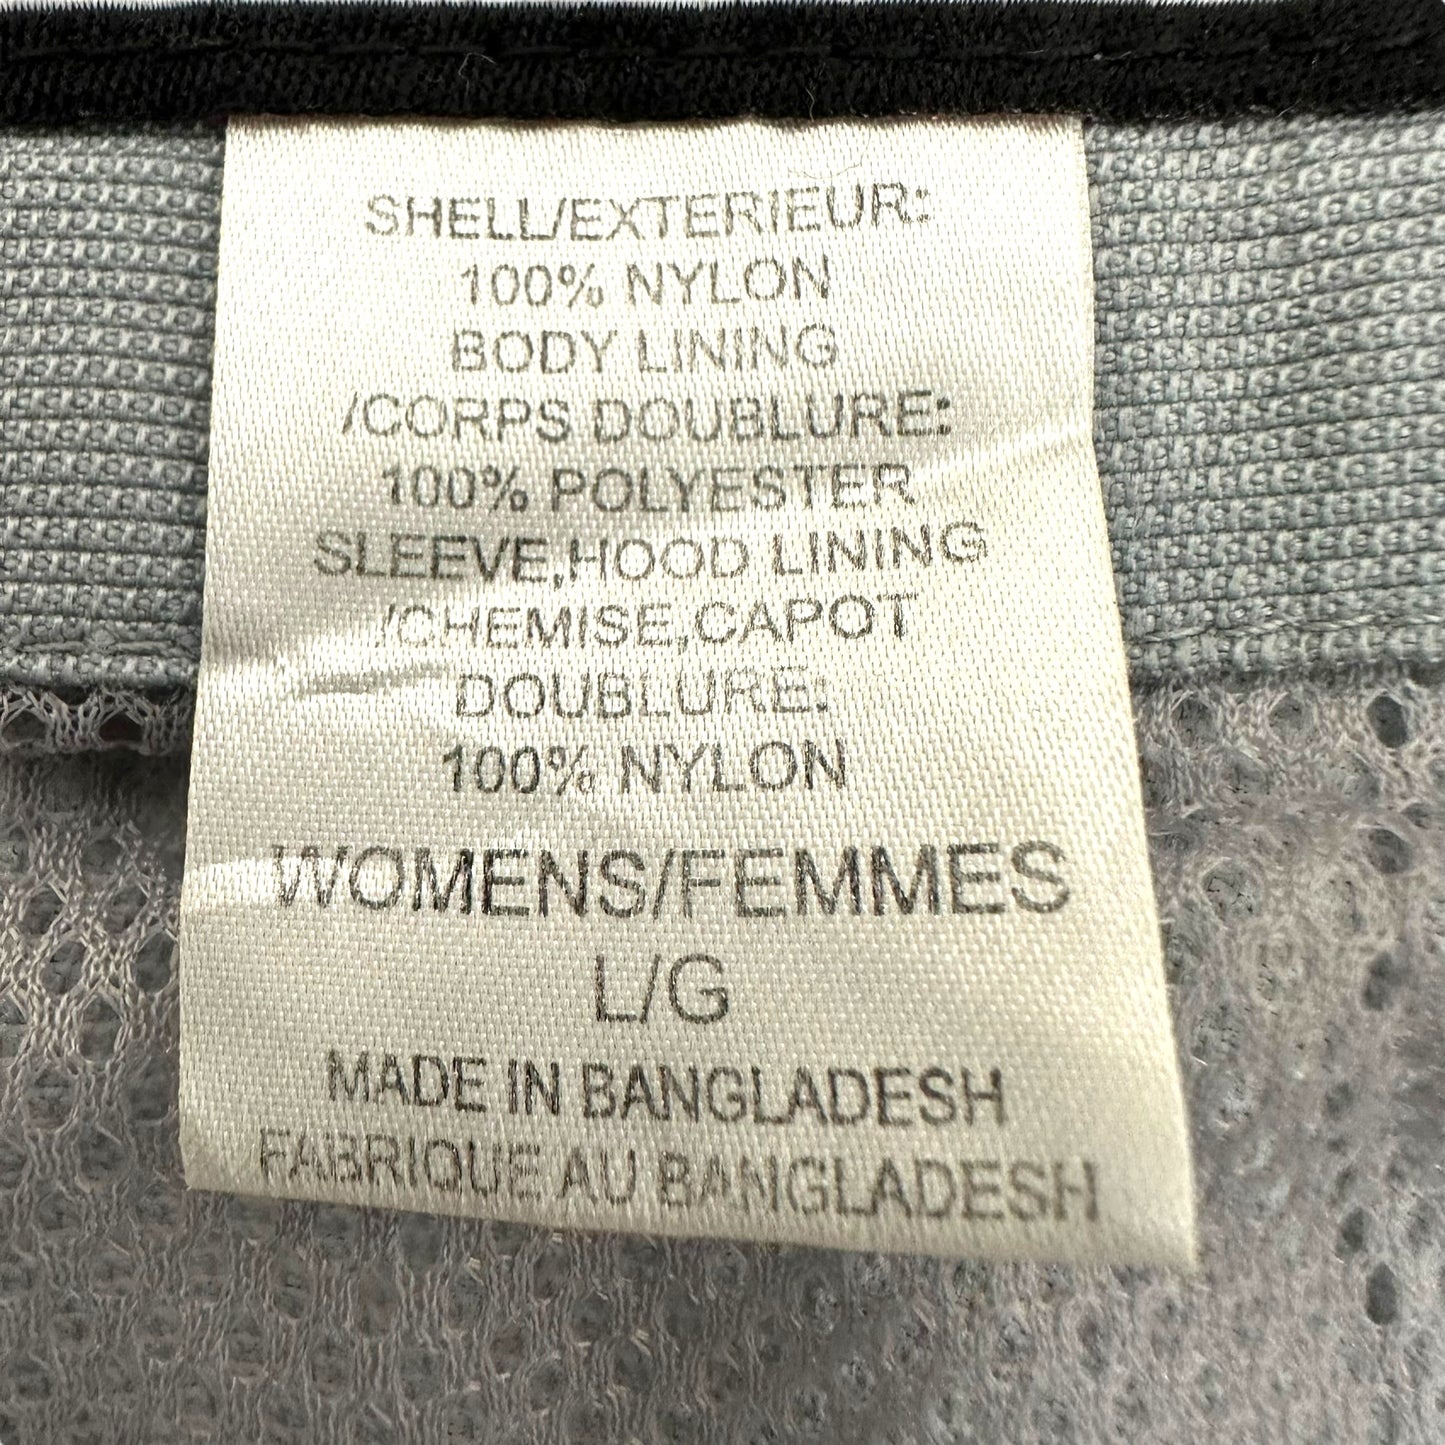 SHELL/EXTERIEUR:
100% NYLON
BODY LINING
/CORPS DOUBLURE:
100% POLYESTER
SLEEVE,HOOD LINING
/CHEMISE,CAPOT
DOUBLURE:
100% NYLON
WOMENS/FEMMES
L/G
MADE IN BANGLADESH
FABRIQUE AU BANGLADESH